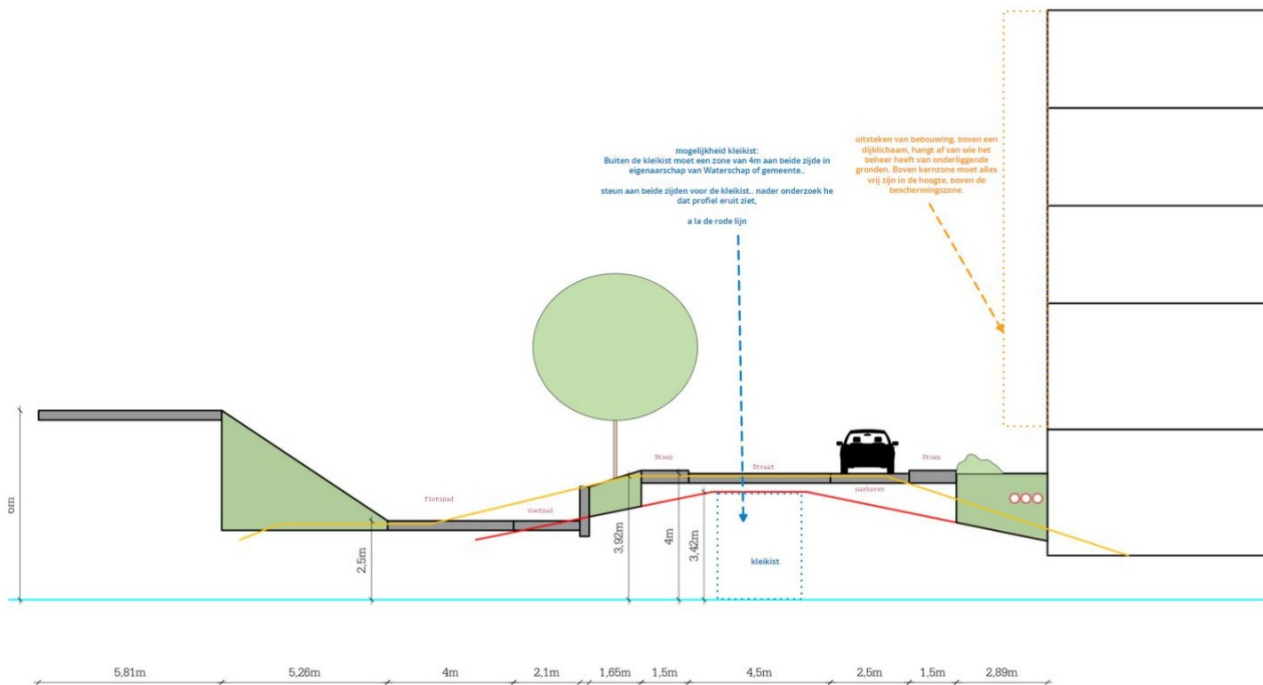 mogelijkheid kleikist:
Buiten de kleikist moet een zone van 4m aan beide zijde in
eigenaarschap van Waterschap of gemeente..
steun aan beide zijden voor de kleikist.. nader onderzoek he
dat profiel eruit ziet,
a la de rode lijn
uitsteken van bebouwing, boven een
dijklichaam, hangt af van wie het
beheer heeft van onderliggende
gronden. Boven kernzone moet alles
vrij zijn in de hoogte, boven de
beschermingszone.
Stoep
Straat
Stoep
parkeren
Fietspad
Voetpad
6m
2,5m
3,92m
4m
3,42m
kleikist
5,81m
5,26m
4m
2,1m
1,65m
1,5m
4,5m
2,5m
1,5m
2,89m